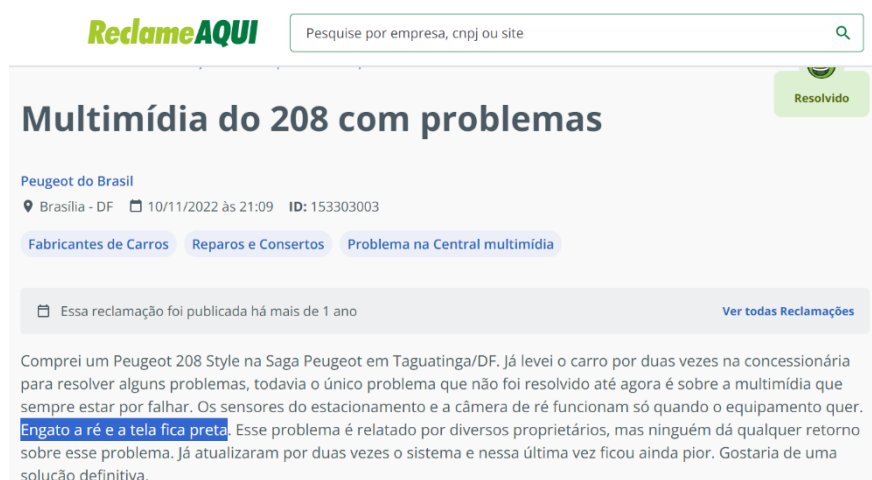 ReclameAQUI
Pesquise por empresa, cnpj ou site
Resolvido
Multimídia do 208 com problemas
Peugeot do Brasil
Brasília - DF 10/11/2022 às 21:09 ID: 153303003
Fabricantes de Carros Reparos e Consertos Problema na Central multimídia
Essa reclamação foi publicada há mais de 1 ano Ver todas Reclamações
Comprei um Peugeot 208 Style na Saga Peugeot em Taguatinga/DF. Já levei o carro por duas vezes na concessionária
para resolver alguns problemas, todavia o único problema que não foi resolvido até agora é sobre a multimídia que
sempre estar por falhar. Os sensores do estacionamento e a câmera de ré funcionam só quando o equipamento quer.
Engato a ré e a tela fica preta. Esse problema é relatado por diversos proprietários, mas ninguém dá qualquer retorno
sobre esse problema. Já atualizaram por duas vezes o sistema e nessa última vez ficou ainda pior. Gostaria de uma
solução definitiva.